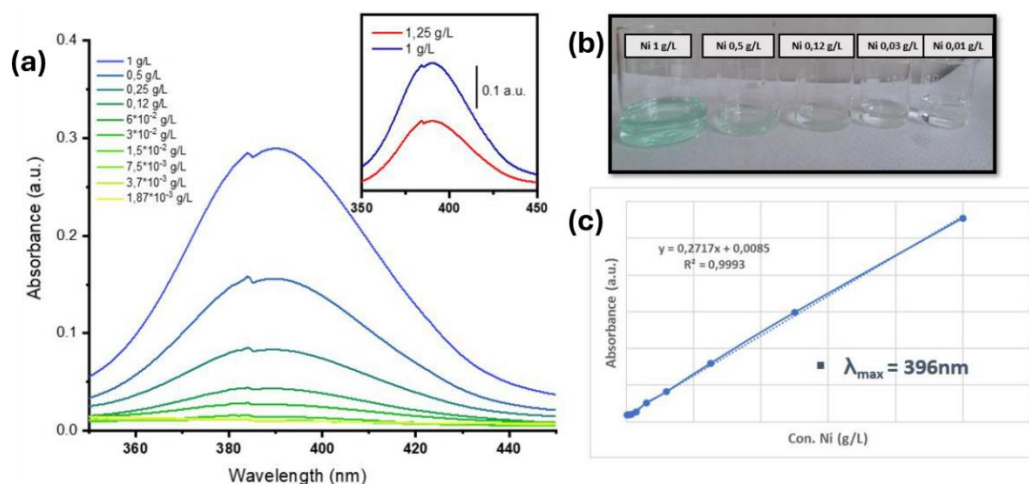 (a)
0.4
0.3
0.2
0.1
0.0
Absorbance (a.u.)
360
380
400
420
440
Wavelength (nm)
1 g/L
0,5 g/L
0,25 g/L
0,12 g/L
6*10-2 g/L
3*10-2 g/L
1,5*10-2 g/L
7,5*10-3 g/L
3,7*10-3 g/L
1,87*10-3 g/L
1,25 g/L
1 g/L
0.1 a.u.
350
400
450
(b)
Ni 1 g/L
Ni 0,5 g/L
Ni 0,12 g/L
Ni 0,03 g/L
Ni 0,01 g/L
(c)
y = 0,2717x + 0,0085
R² = 0,9993
Absorbance (a.u.)
λmax = 396nm
Con. Ni (g/L)